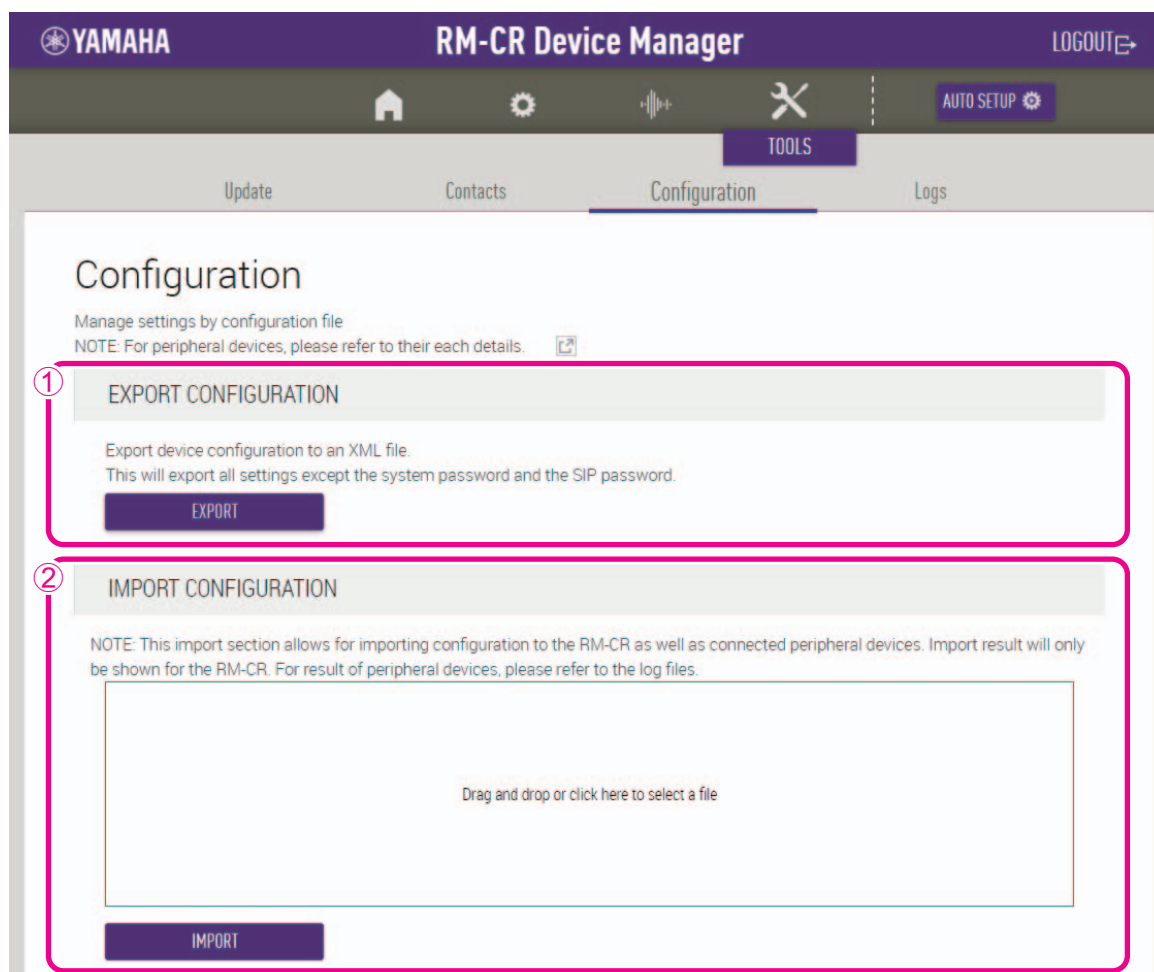 YAMAHA RM-CR Device Manager LOGOUT
AUTO SETUP
TOOLS
Update Contacts Configuration Logs
Configuration
Manage settings by configuration file
NOTE: For peripheral devices, please refer to their each details.
①
EXPORT CONFIGURATION
Export device configuration to an XML file.
This will export all settings except the system password and the SIP password.
EXPORT
②
IMPORT CONFIGURATION
NOTE: This import section allows for importing configuration to the RM-CR as well as connected peripheral devices. Import result will only
be shown for the RM-CR. For result of peripheral devices, please refer to the log files.
Drag and drop or click here to select a file
IMPORT